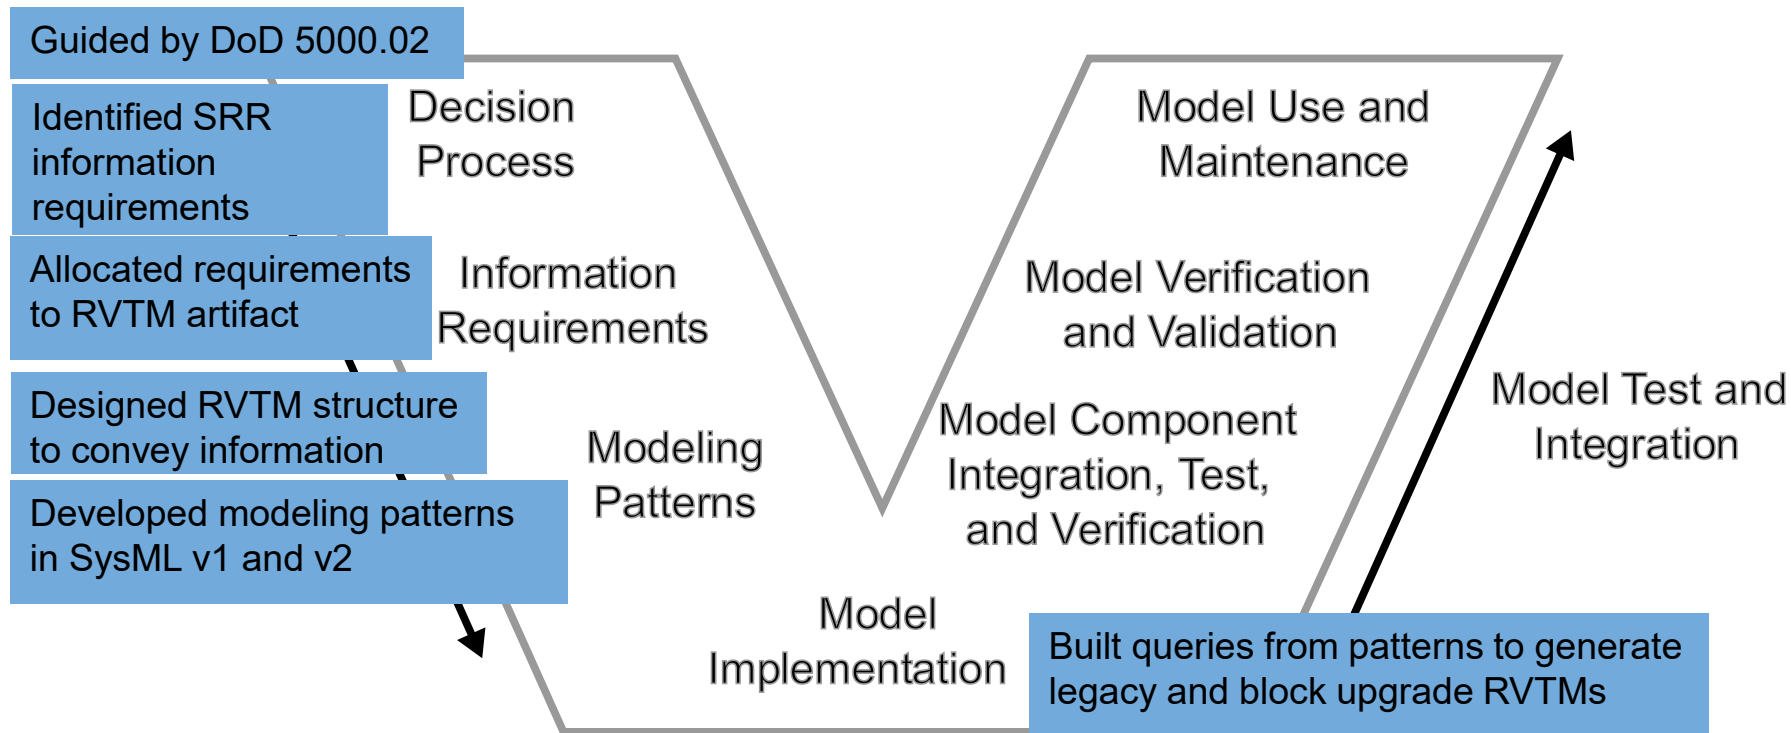 Guided by DoD 5000.02
Identified SRR
information
requirements
Allocated requirements
to RVTM artifact
Designed RVTM structure
to convey information
Developed modeling patterns
in SysML v1 and v2
Decision
Process
Information
Requirements
Modeling
Patterns
Model
Implementation
Model Use and
Maintenance
Model Verification
and Validation
Model Component
Integration, Test,
and Verification
Model Test and
Integration
Built queries from patterns to generate
legacy and block upgrade RVTMs